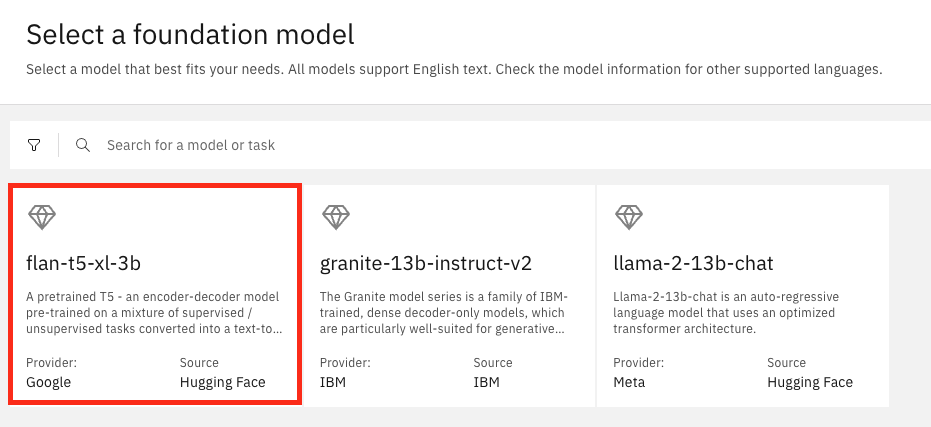 Select a foundation model
Select a model that best fits your needs. All models support English text. Check the model information for other supported languages.
Search for a model or task
flan-t5-xl-3b
A pretrained T5 - an encoder-decoder model
pre-trained on a mixture of supervised /
unsupervised tasks converted into a text-to...
Provider:
Source
Google
Hugging Face
granite-13b-instruct-v2
The Granite model series is a family of IBM-
trained, dense decoder-only models, which
are particularly well-suited for generative...
Provider:
Source
IBM
IBM
llama-2-13b-chat
Llama-2-13b-chat is an auto-regressive
language model that uses an optimized
transformer architecture.
Provider:
Source
Meta
Hugging Face